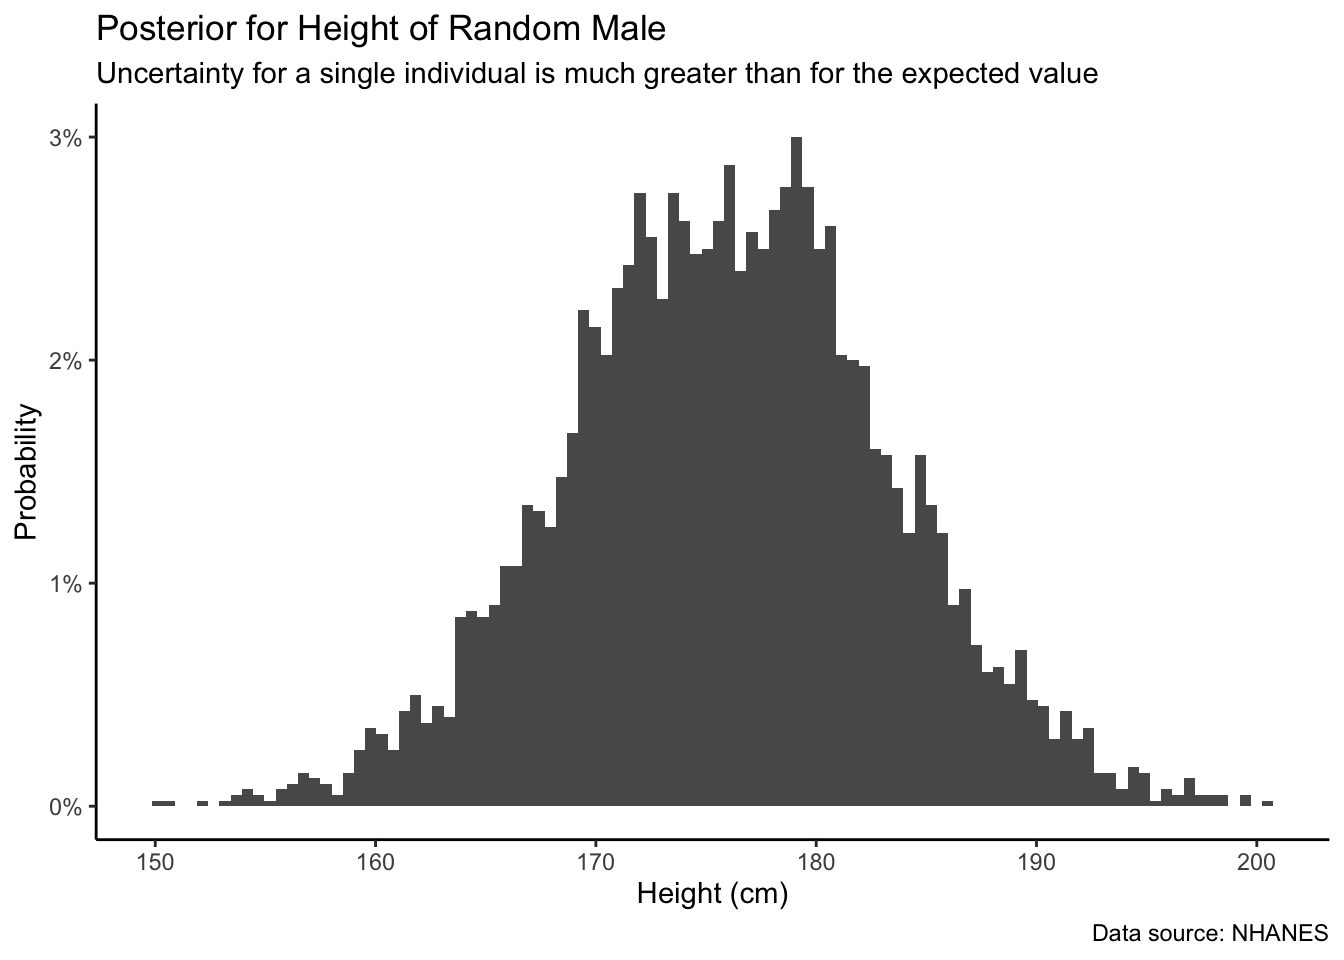 Posterior for Height of Random Male
Uncertainty for a single individual is much greater than for the expected value
3%
2%
1%
0%
Probability
150 160 170 180 190 200
Height (cm)
Data source: NHANES